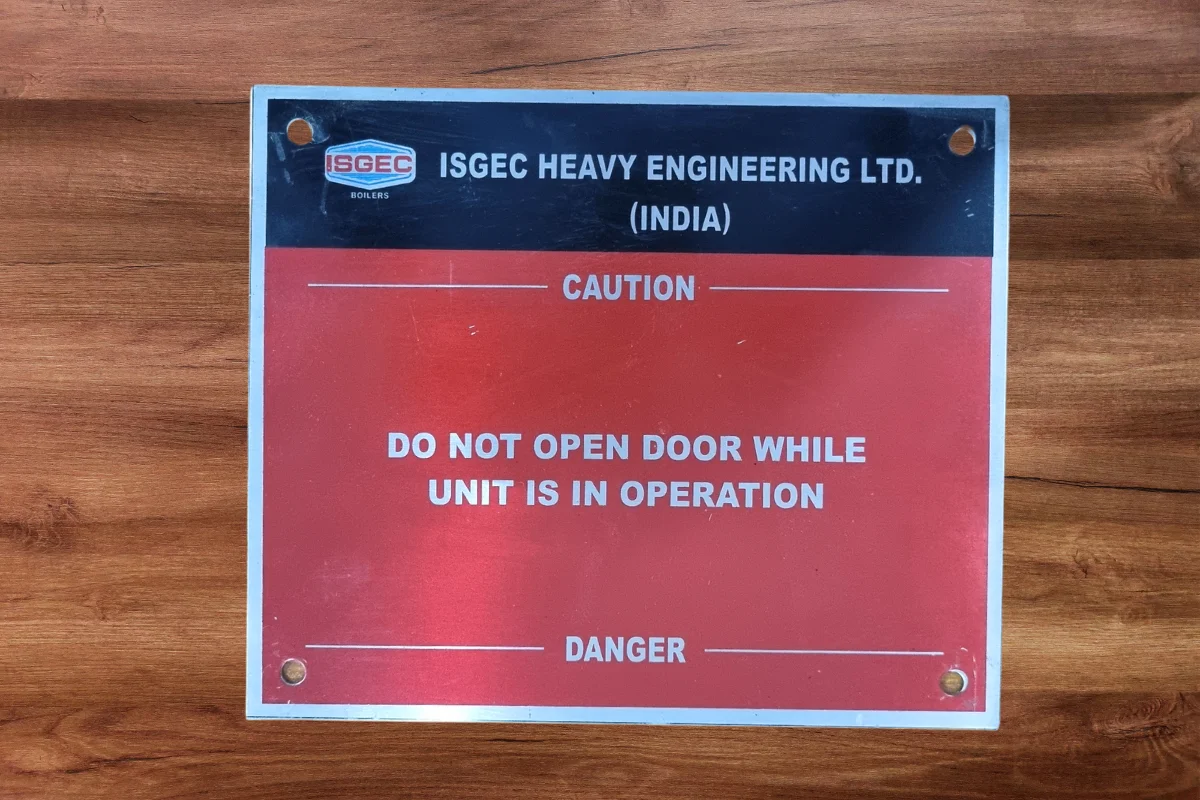 ISGEC
BOILERS
ISGEC HEAVY ENGINEERING LTD.
(INDIA)
CAUTION
DO NOT OPEN DOOR WHILE
UNIT IS IN OPERATION
DANGER